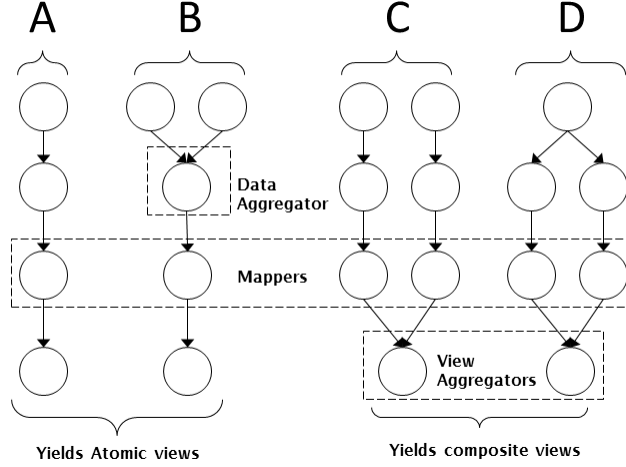 A
B
C
D
Data
Aggregator
Mappers
View
Aggregators
Yields Atomic views
Yields composite views